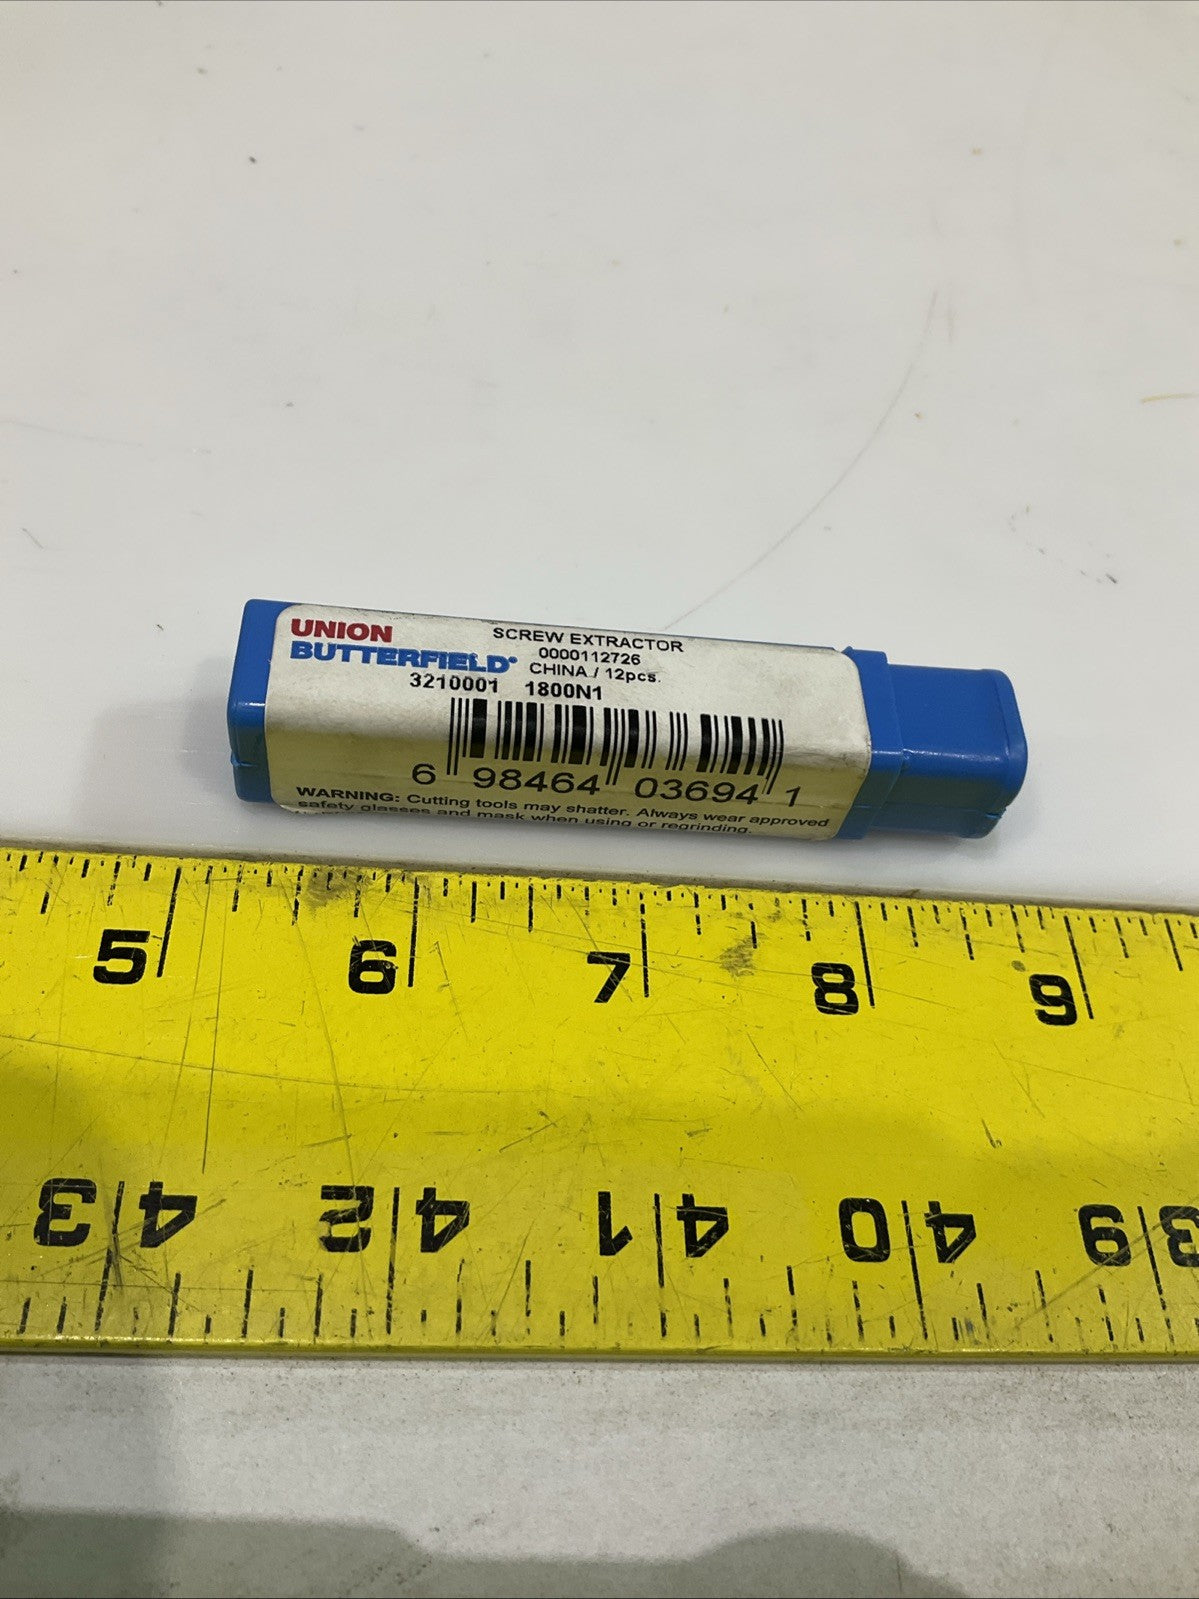 UNION
BUTTERFIELD®
SCREW EXTRACTOR
0000112726
CHINA / 12pcs.
3210001 1800N1
6 98464 03694 1
WARNING: Cutting tools may shatter. Always wear approved
safety glasses and mask when using or regrinding.
5 6 7 8 9
43 42 41 40 39